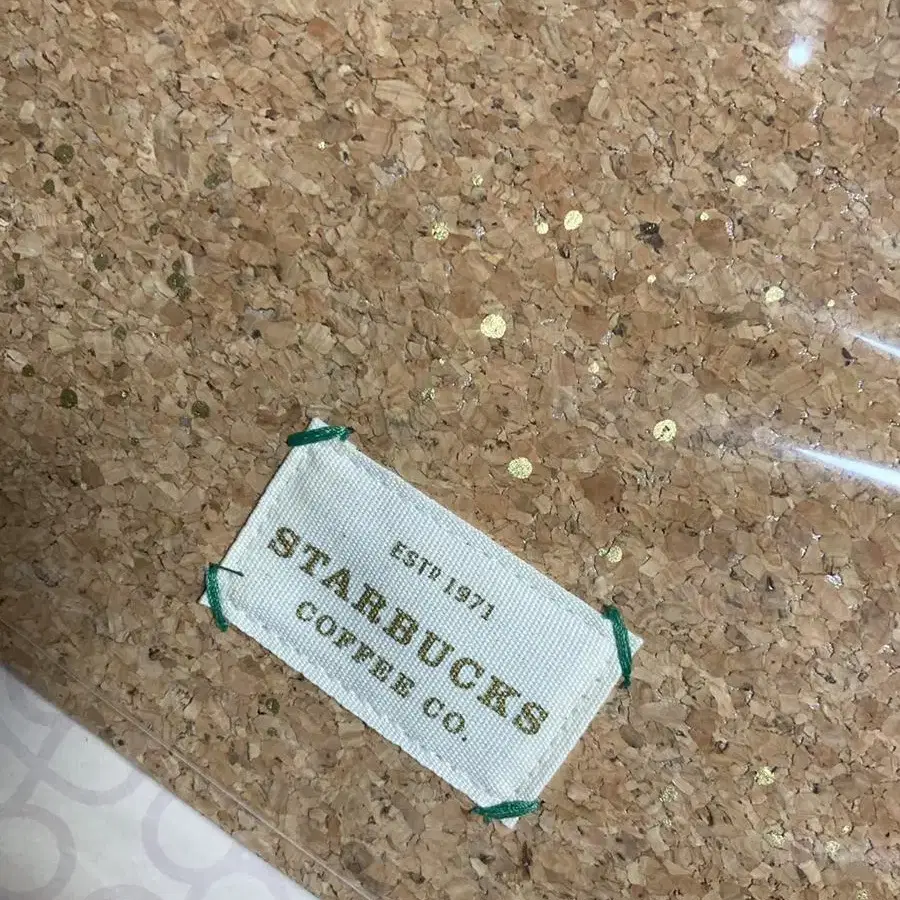 ESTD 1971
STARBUCKS
COFFEE CO.